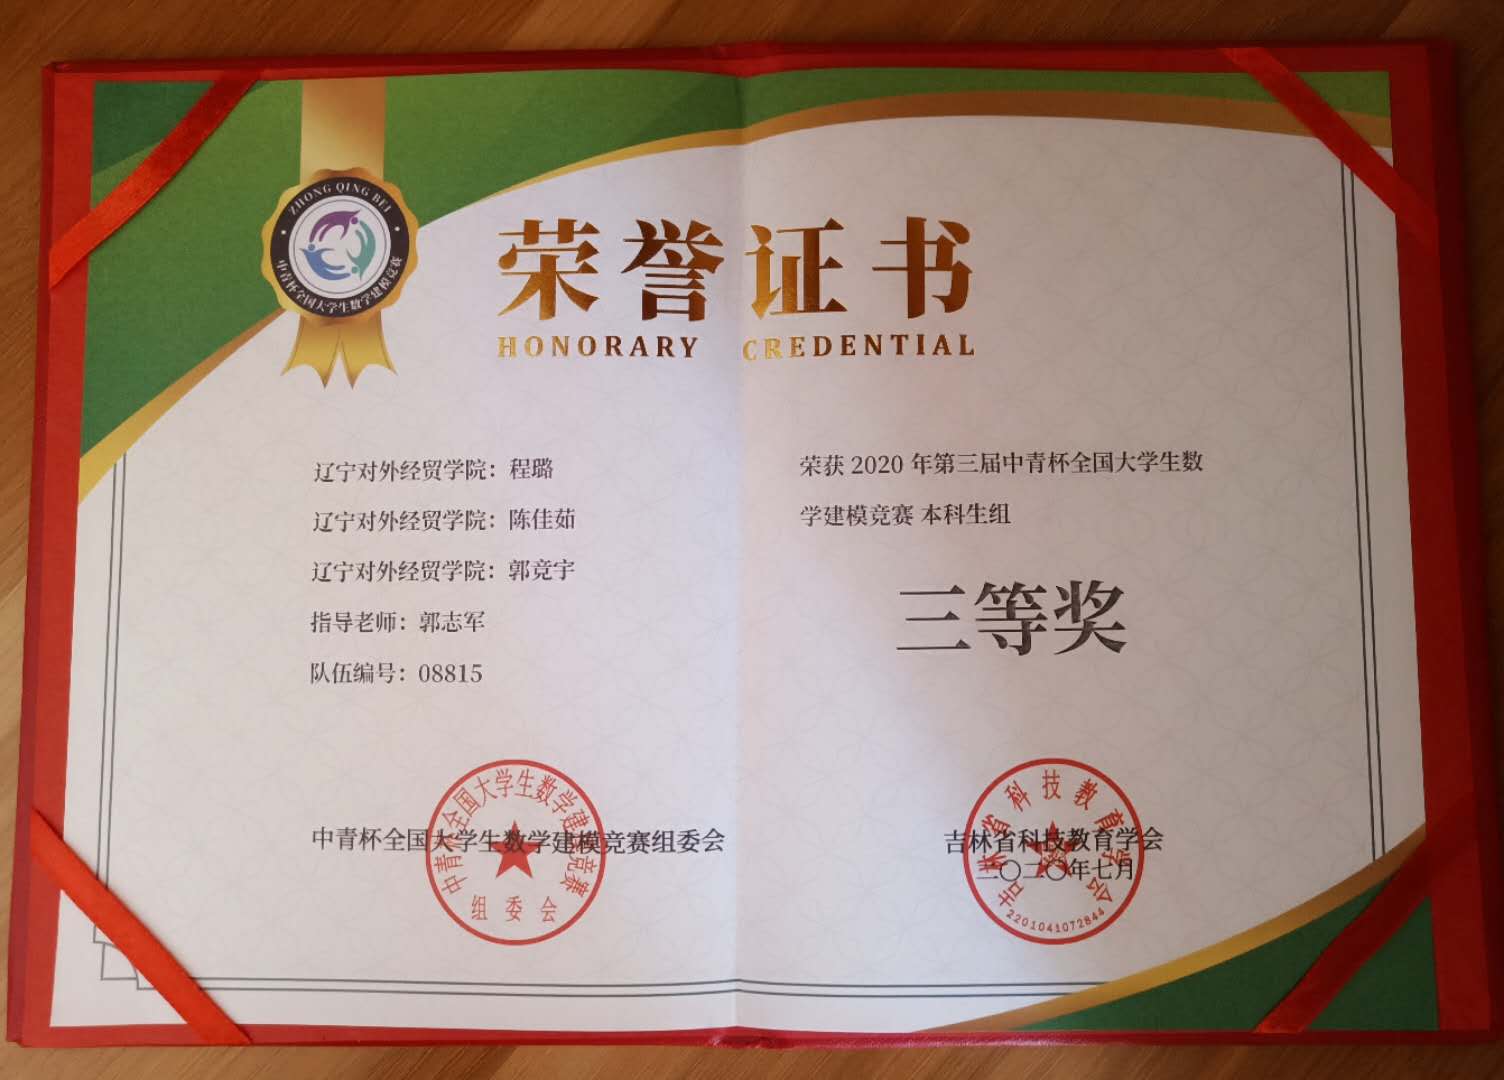 ZHONG QING BEI
中青杯全国大学生数学建模竞赛
荣誉证书
HONORARY CREDENTIAL
辽宁对外经贸学院：程璐
辽宁对外经贸学院：陈佳茹
辽宁对外经贸学院：郭竞宇
指导老师：郭志军
队伍编号：08815
荣获 2020 年第三届中青杯全国大学生数
学建模竞赛 本科生组
三等奖
中青杯全国大学生数学建模竞赛组委会
中青杯全国大学生数学建模竞赛
组委会
吉林省科技教育学会
二〇二〇年七月
吉林省科技教育学会
2201041072844